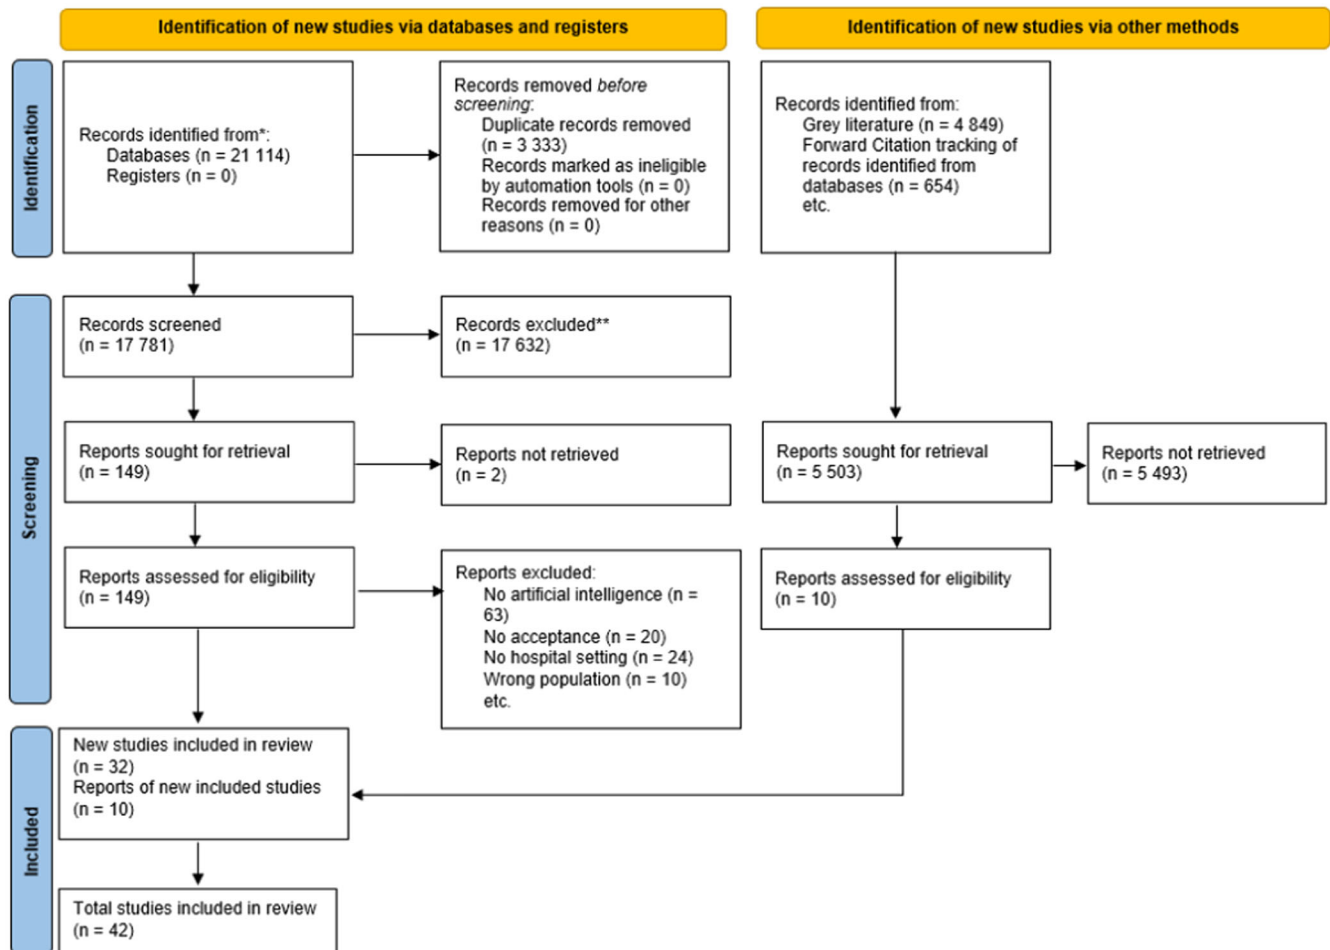 Identification of new studies via databases and registers
Identification of new studies via other methods
Identification
Records identified from*:
Databases (n = 21 114)
Registers (n = 0)
Records removed before
screening:
Duplicate records removed
(n = 3 333)
Records marked as ineligible
by automation tools (n = 0)
Records removed for other
reasons (n = 0)
Records identified from:
Grey literature (n = 4 849)
Forward Citation tracking of
records identified from
databases (n = 654)
etc.
Screening
Records screened
(n = 17 781)
Records excluded**
(n = 17 632)
Reports sought for retrieval
(n = 149)
Reports not retrieved
(n = 2)
Reports sought for retrieval
(n = 5 503)
Reports not retrieved
(n = 5 493)
Reports assessed for eligibility
(n = 149)
Reports excluded:
No artificial intelligence (n =
63)
No acceptance (n = 20)
No hospital setting (n = 24)
Wrong population (n = 10)
etc.
Reports assessed for eligibility
(n = 10)
Included
New studies included in review
(n = 32)
Reports of new included studies
(n = 10)
Total studies included in review
(n = 42)